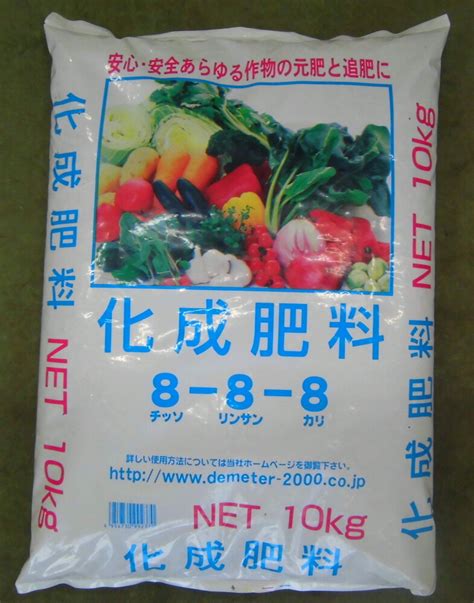 安心・安全あらゆる作物の元肥と追肥に
化成肥料 NET 10kg
化成肥料 NET 10kg
化成肥料
8-8-8
チッソ リンサン カリ
詳しい使用方法については当社ホームページを御覧下さい。
http://www.demeter-2000.co.jp
NET 10kg
化成肥料